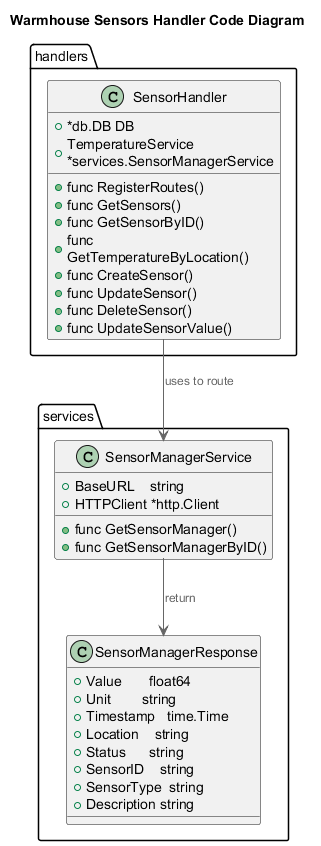 Warmhouse Sensors Handler Code Diagram
handlers
C SensorHandler
*db.DB DB
TemperatureService
*services.SensorManagerService
func RegisterRoutes()
func GetSensors()
func GetSensorByID()
func
GetTemperatureByLocation()
func CreateSensor()
func UpdateSensor()
func DeleteSensor()
func UpdateSensorValue()
uses to route
services
C SensorManagerService
BaseURL    string
HTTPClient *http.Client
func GetSensorManager()
func GetSensorManagerByID()
return
C SensorManagerResponse
Value       float64
Unit        string
Timestamp   time.Time
Location    string
Status      string
SensorID    string
SensorType  string
Description string